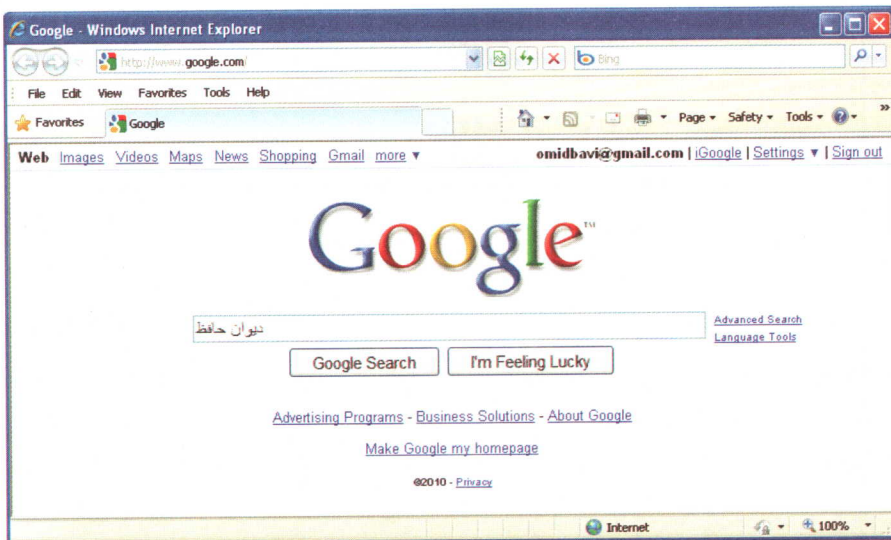 Google - Windows Internet Explorer
http://www.google.com/ Bing
File Edit View Favorites Tools Help
Favorites Google Page Safety Tools »
Web Images Videos Maps News Shopping Gmail more ▼ omidbavi@gmail.com | iGoogle | Settings ▼ | Sign out
Google™
دیوان حافظ
Advanced Search
Language Tools
Google Search I'm Feeling Lucky
Advertising Programs - Business Solutions - About Google
Make Google my homepage
©2010 - Privacy
Internet 100%